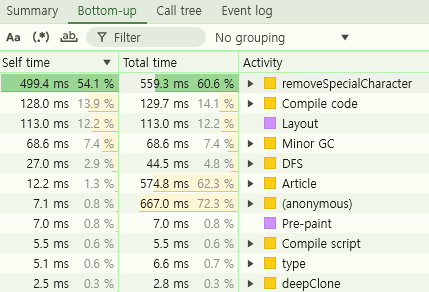 Summary Bottom-up Call tree Event log
Aa (.*) ab Filter No grouping
Self time Total time Activity
499.4 ms 54.1 % 559.3 ms 60.6 % removeSpecialCharacter
128.0 ms 13.9 % 129.7 ms 14.1 % Compile code
113.0 ms 12.2 % 113.0 ms 12.2 % Layout
68.6 ms 7.4 % 68.6 ms 7.4 % Minor GC
27.0 ms 2.9 % 44.5 ms 4.8 % DFS
12.2 ms 1.3 % 574.8 ms 62.3 % Article
7.1 ms 0.8 % 667.0 ms 72.3 % (anonymous)
7.0 ms 0.8 % 7.0 ms 0.8 % Pre-paint
5.5 ms 0.6 % 5.5 ms 0.6 % Compile script
5.1 ms 0.6 % 6.6 ms 0.7 % type
2.5 ms 0.3 % 2.8 ms 0.3 % deepClone